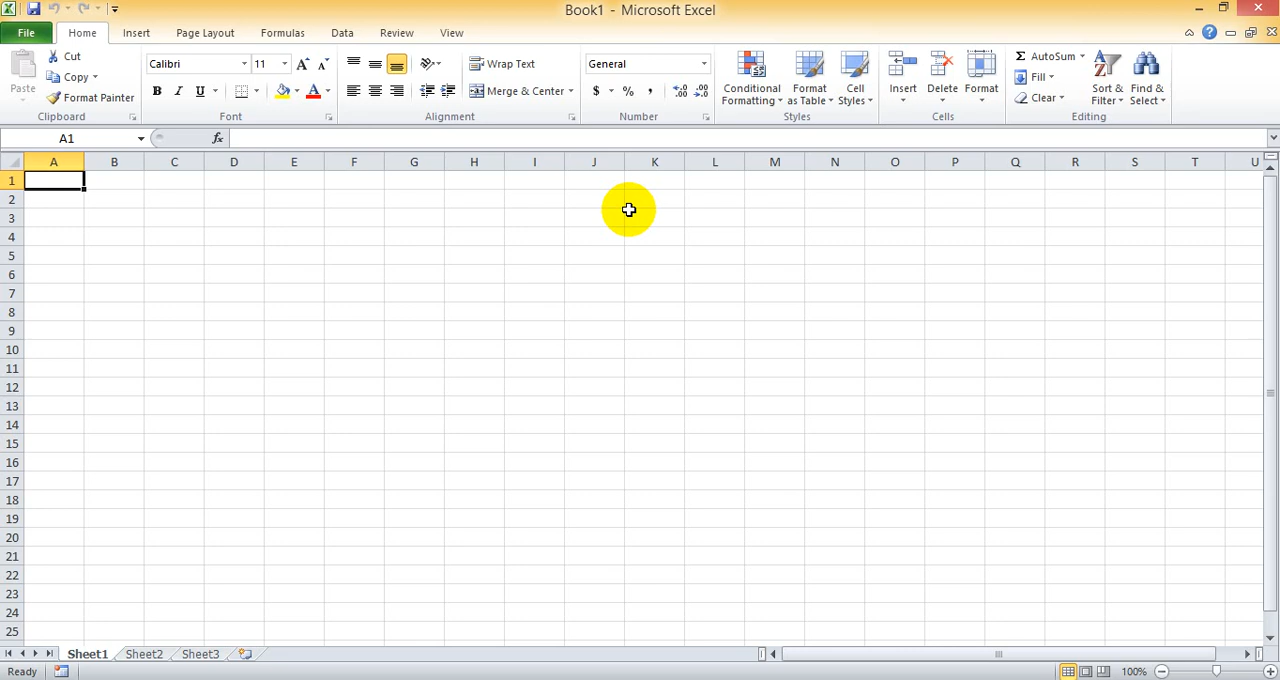 Book1 - Microsoft Excel
File Home Insert Page Layout Formulas Data Review View
Paste
Cut
Copy
Format Painter
Clipboard
Calibri 11
B I U
Font
Wrap Text
Merge & Center
Alignment
General
$ % ,
Number
Conditional Formatting
Format as Table
Cell Styles
Styles
Insert
Delete
Format
Cells
Σ AutoSum
Fill
Clear
Sort & Filter
Find & Select
Editing
A1 fx
A B C D E F G H I J K L M N O P Q R S T U
1
2
3
4
5
6
7
8
9
10
11
12
13
14
15
16
17
18
19
20
21
22
23
24
25
Sheet1 Sheet2 Sheet3
Ready 100%